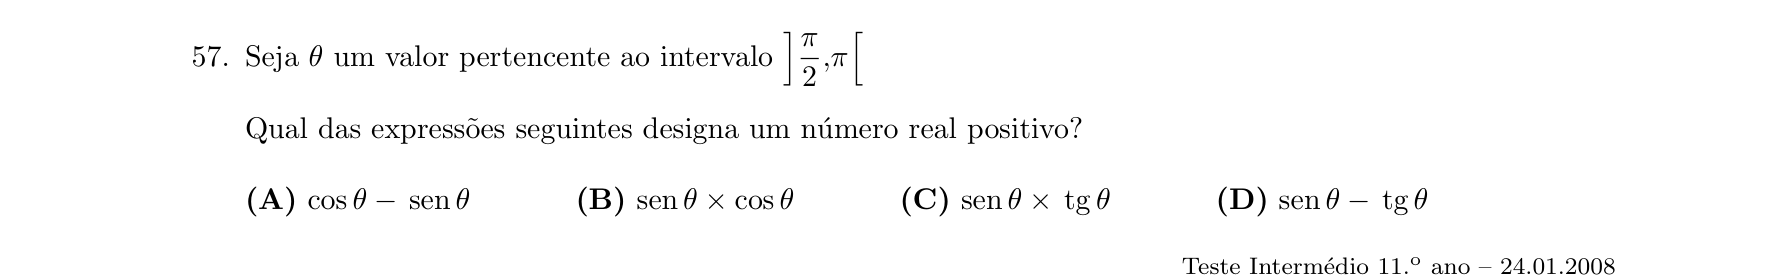 57. Seja θ um valor pertencente ao intervalo ]π/2,π[
Qual das expressões seguintes designa um número real positivo?
(A) cos θ − sen θ (B) sen θ × cos θ (C) sen θ × tg θ (D) sen θ − tg θ
Teste Intermédio 11.º ano – 24.01.2008